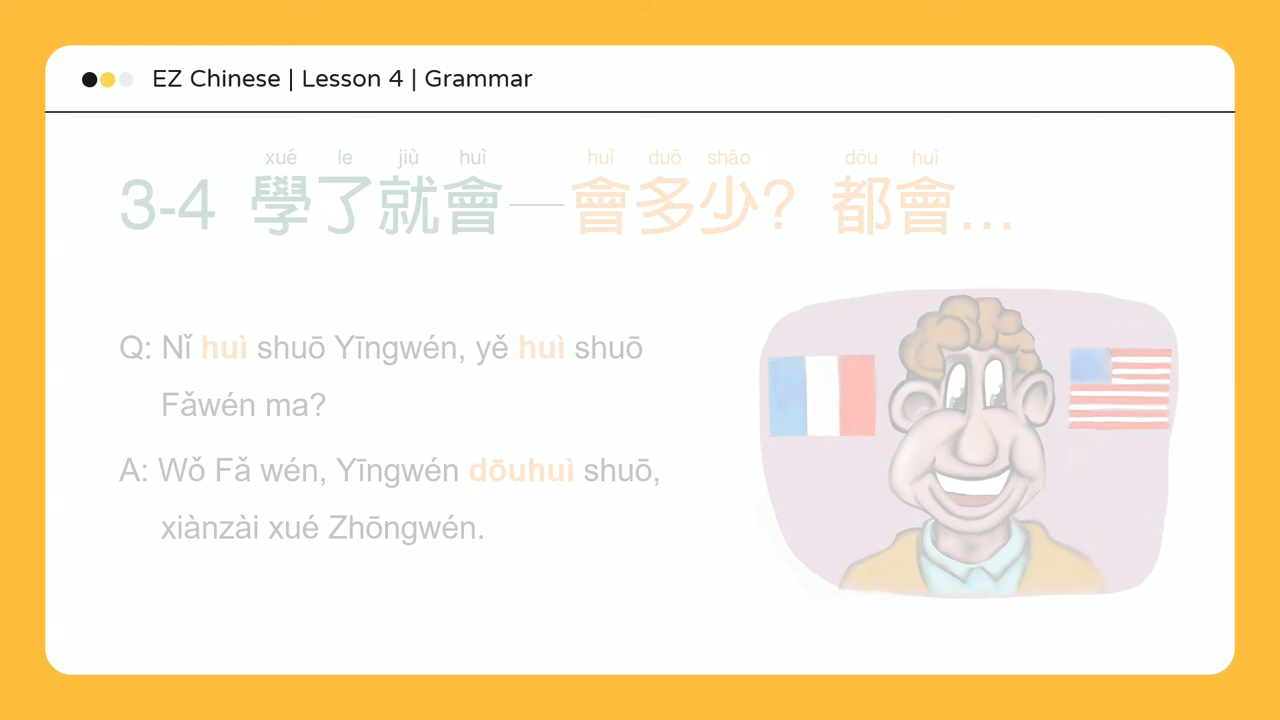 EZ Chinese | Lesson 4 | Grammar
xué le jiù huì huì duō shǎo dōu huì
3-4 學了就會—會多少? 都會...
Q: Nǐ huì shuō Yīngwén, yě huì shuō
Fǎwén ma?
A: Wǒ Fǎ wén, Yīngwén dōuhuì shuō,
xiànzài xué Zhōngwén.